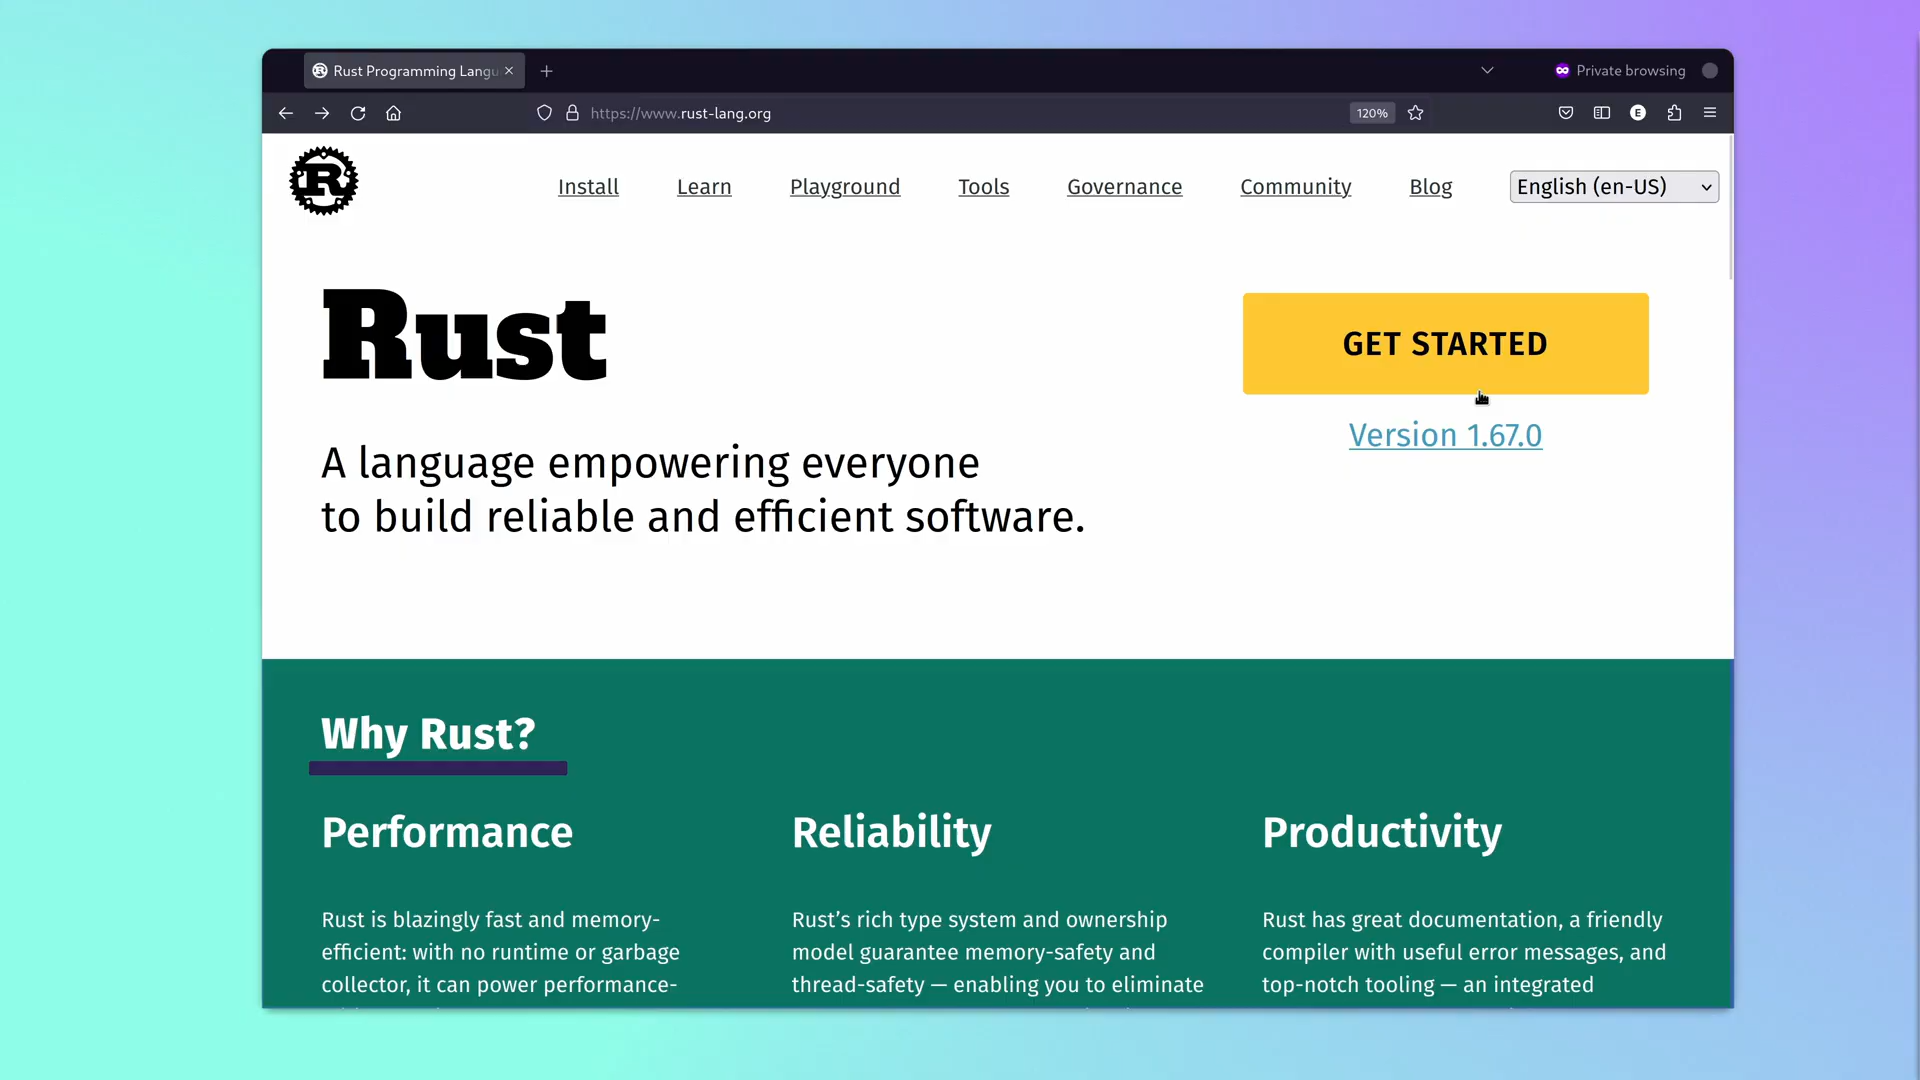 Rust Programming Langu
Private browsing
https://www.rust-lang.org
120%
E
R
Install
Learn
Playground
Tools
Governance
Community
Blog
English (en-US)
Rust
GET STARTED
Version 1.67.0
A language empowering everyone
to build reliable and efficient software.
Why Rust?
Performance
Rust is blazingly fast and memory-
efficient: with no runtime or garbage
collector, it can power performance-
Reliability
Rust’s rich type system and ownership
model guarantee memory-safety and
thread-safety — enabling you to eliminate
Productivity
Rust has great documentation, a friendly
compiler with useful error messages, and
top-notch tooling — an integrated